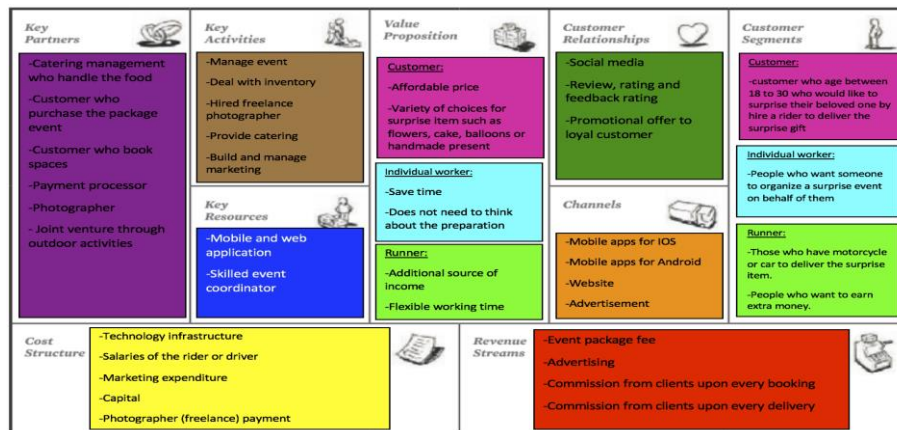 Key
Partners
-Catering management
who handle the food
-Customer who
purchase the package
event
-Customer who book
spaces
-Payment processor
-Photographer
- Joint venture through
outdoor activities
Key
Activities
-Manage event
-Deal with inventory
-Hired freelance
photographer
-Provide catering
-Build and manage
marketing
Key
Resources
-Mobile and web
application
-Skilled event
coordinator
Value
Proposition
Customer:
-Affordable price
-Variety of choices for
surprise item such as
flowers, cake, balloons or
handmade present
Individual worker:
-Save time
-Does not need to think
about the preparation
Runner:
-Additional source of
income
-Flexible working time
Customer
Relationships
-Social media
-Review, rating and
feedback rating
-Promotional offer to
loyal customer
Channels
-Mobile apps for IOS
-Mobile apps for Android
-Website
-Advertisement
Customer
Segments
Customer:
-customer who age between
18 to 30 who would like to
surprise their beloved one by
hire a rider to deliver the
surprise gift
Individual worker:
-People who want someone
to organize a surprise event
on behalf of them
Runner:
-Those who have motorcycle
or car to deliver the surprise
item.
-People who want to earn
extra money.
Cost
Structure
-Technology infrastructure
-Salaries of the rider or driver
-Marketing expenditure
-Capital
-Photographer (freelance) payment
Revenue
Streams
-Event package fee
-Advertising
-Commission from clients upon every booking
-Commission from clients upon every delivery